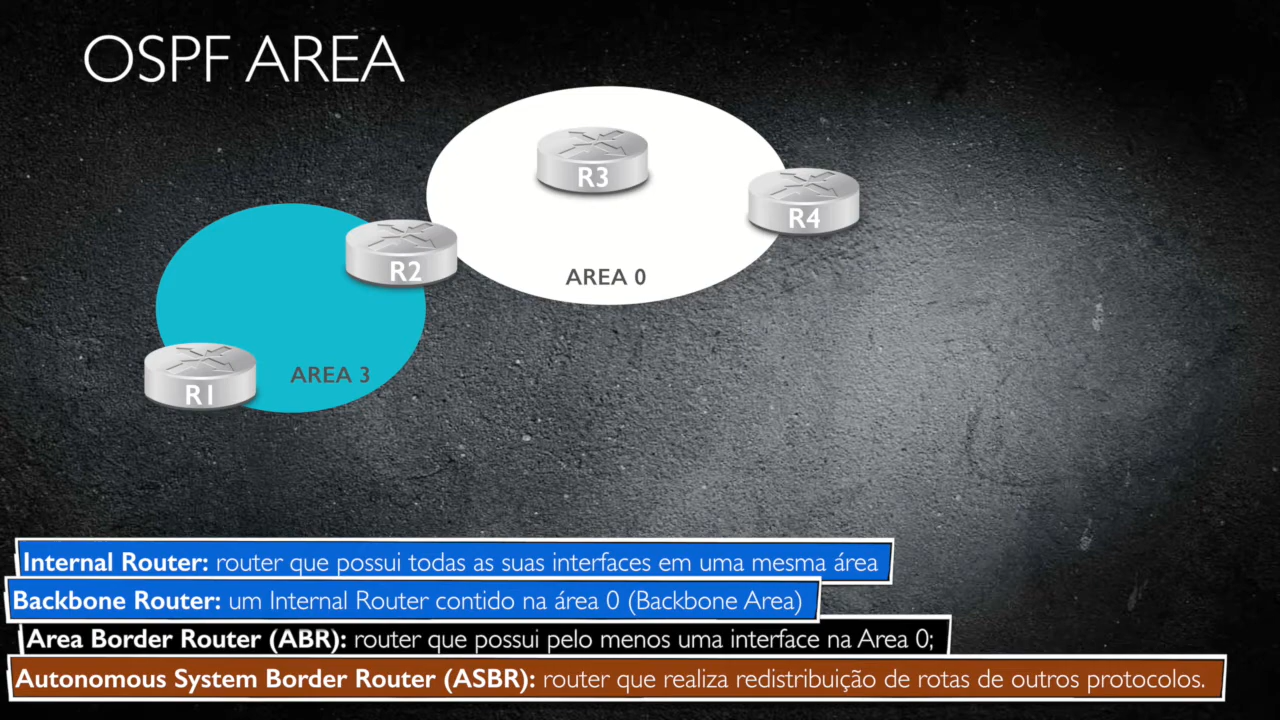 OSPF AREA
R3
R4
R2
AREA 0
AREA 3
R1
Internal Router: router que possui todas as suas interfaces em uma mesma área
Backbone Router: um Internal Router contido na área 0 (Backbone Area)
Area Border Router (ABR): router que possui pelo menos uma interface na Area 0;
Autonomous System Border Router (ASBR): router que realiza redistribuição de rotas de outros protocolos.